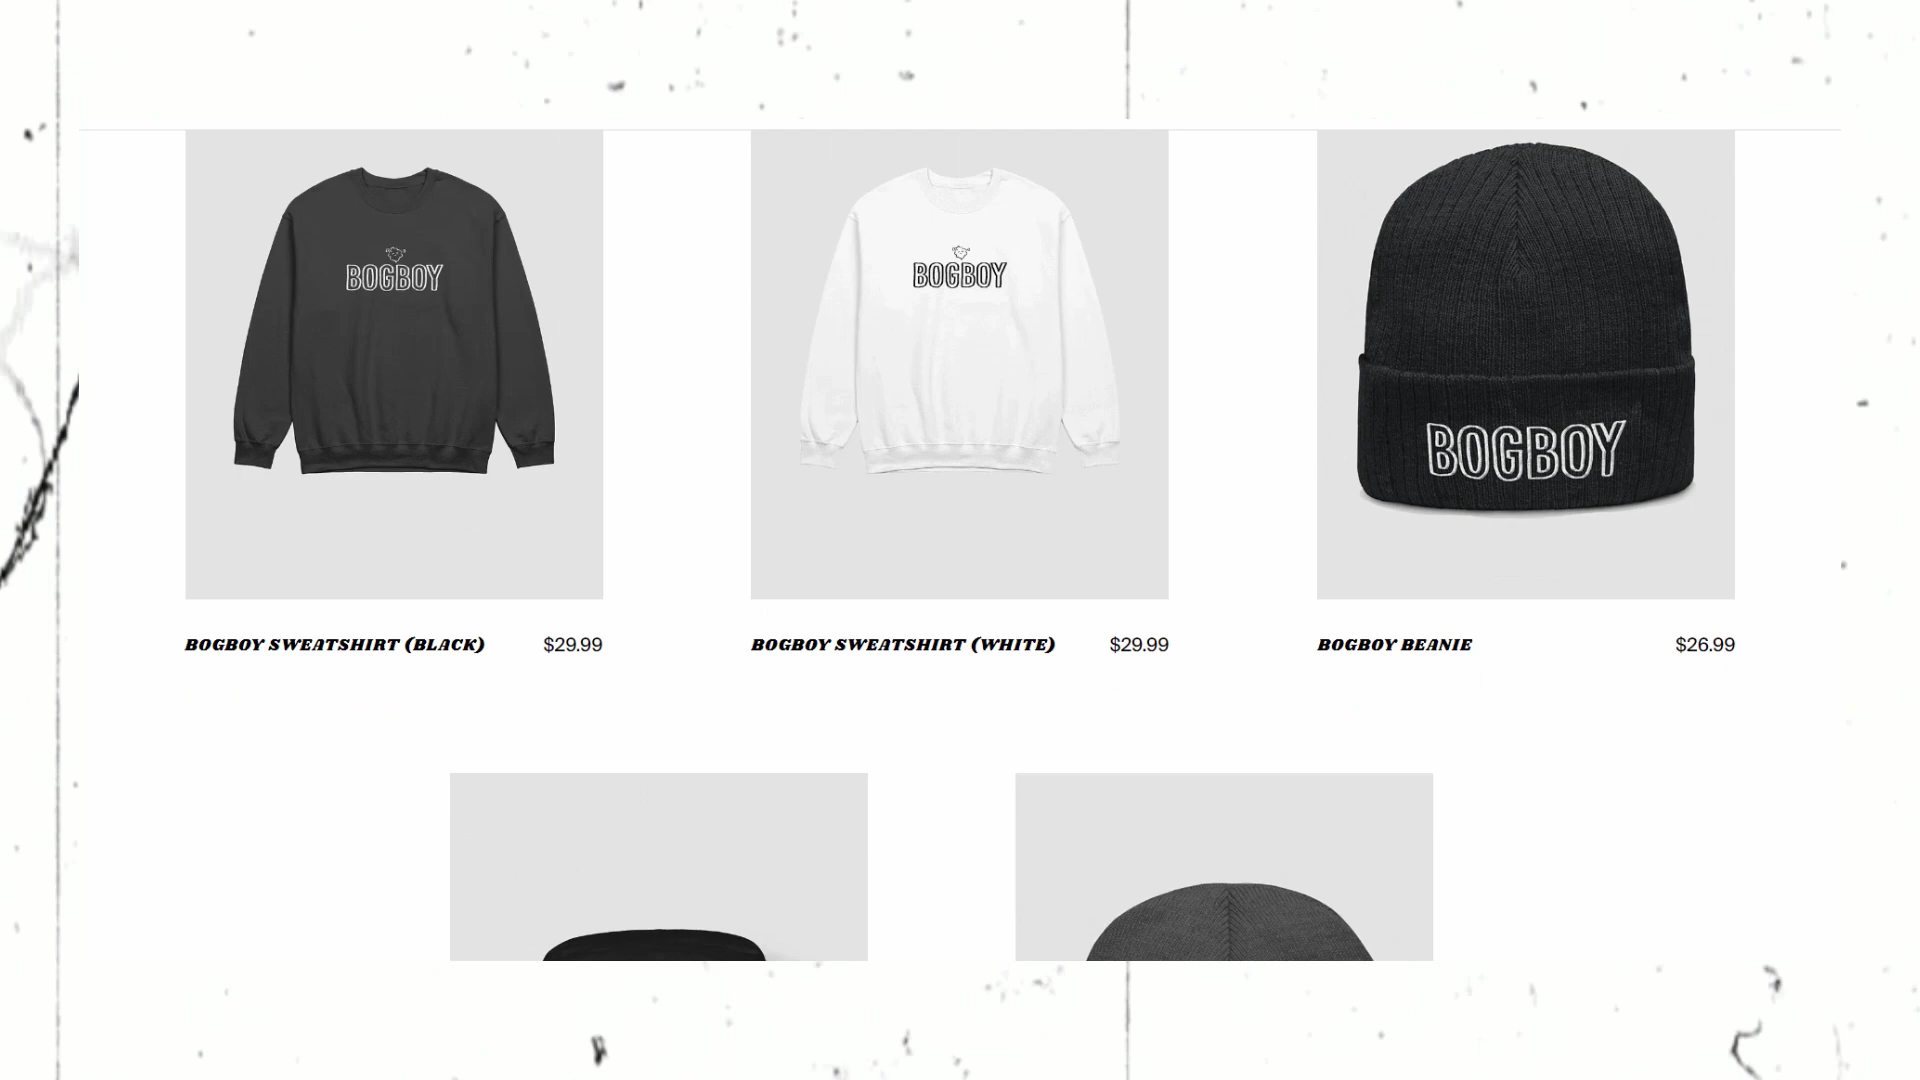 BOGBOY
BOGBOY
BOGBOY
BOGBOY SWEATSHIRT (BLACK) $29.99
BOGBOY SWEATSHIRT (WHITE) $29.99
BOGBOY BEANIE $26.99